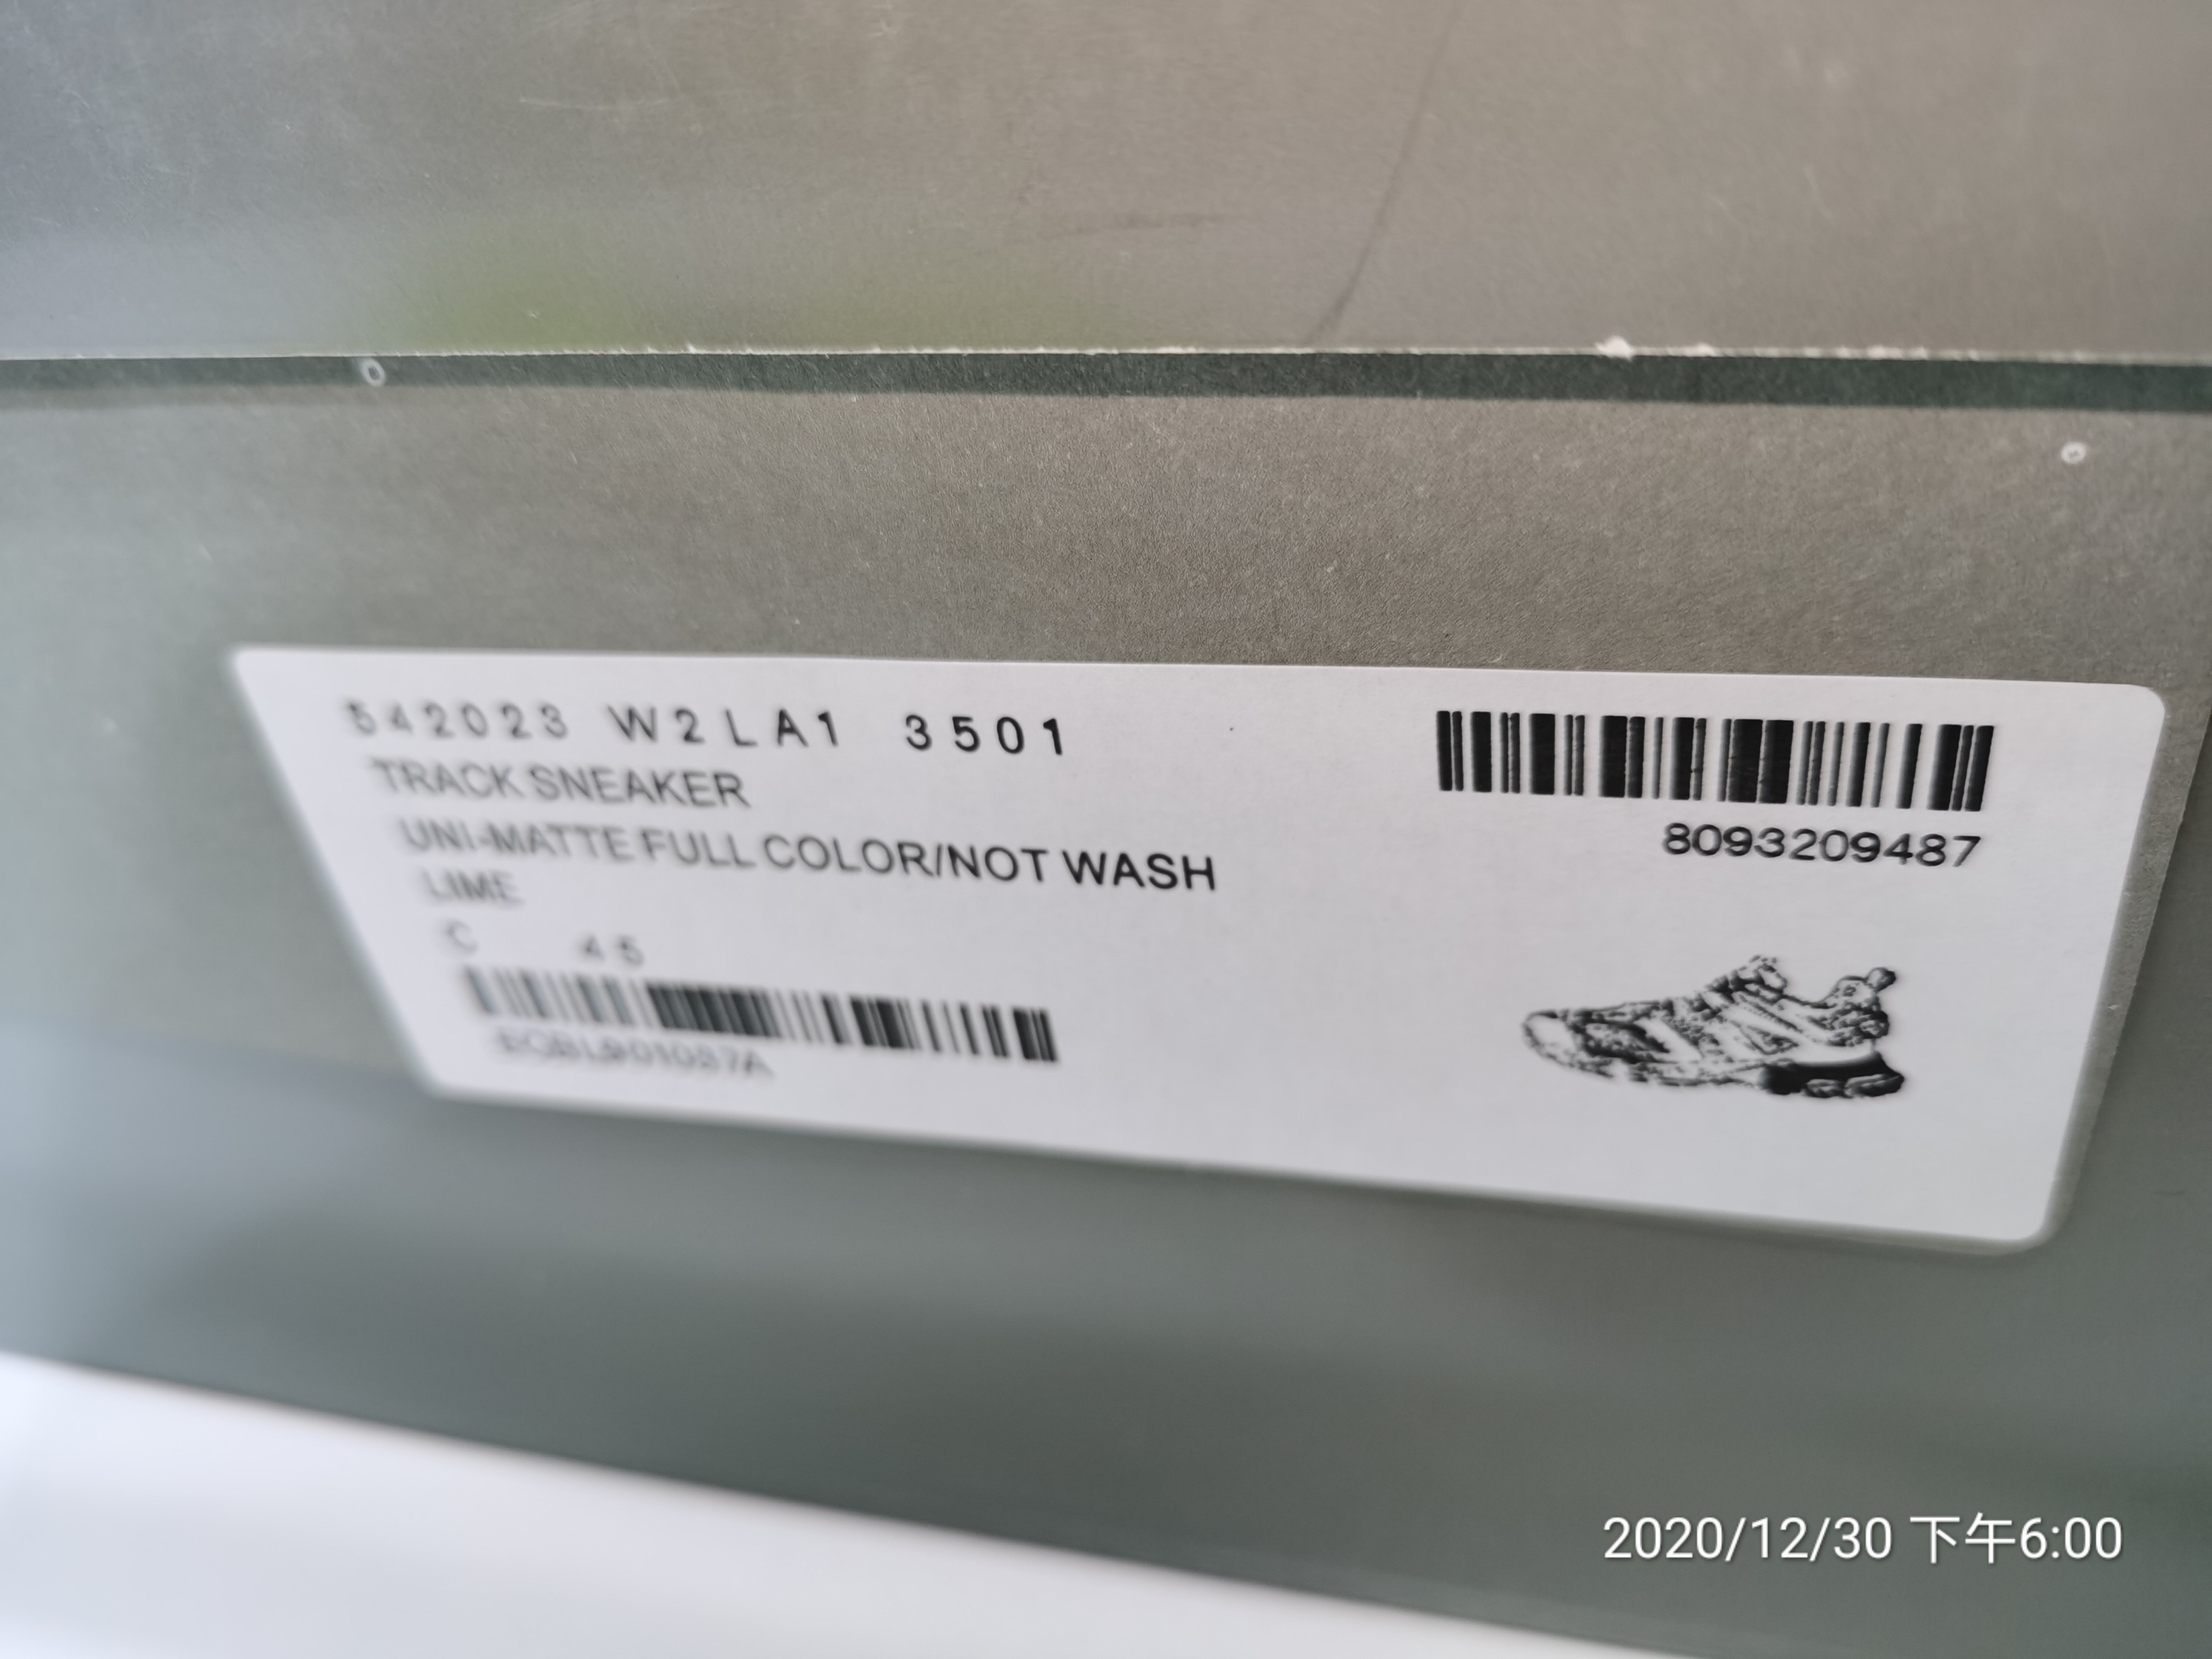 542023 W2LA1 3501
TRACK SNEAKER
UNI-MATTE FULL COLOR/NOT WASH
LIME
C 45
8093209487
2020/12/30 下午6:00